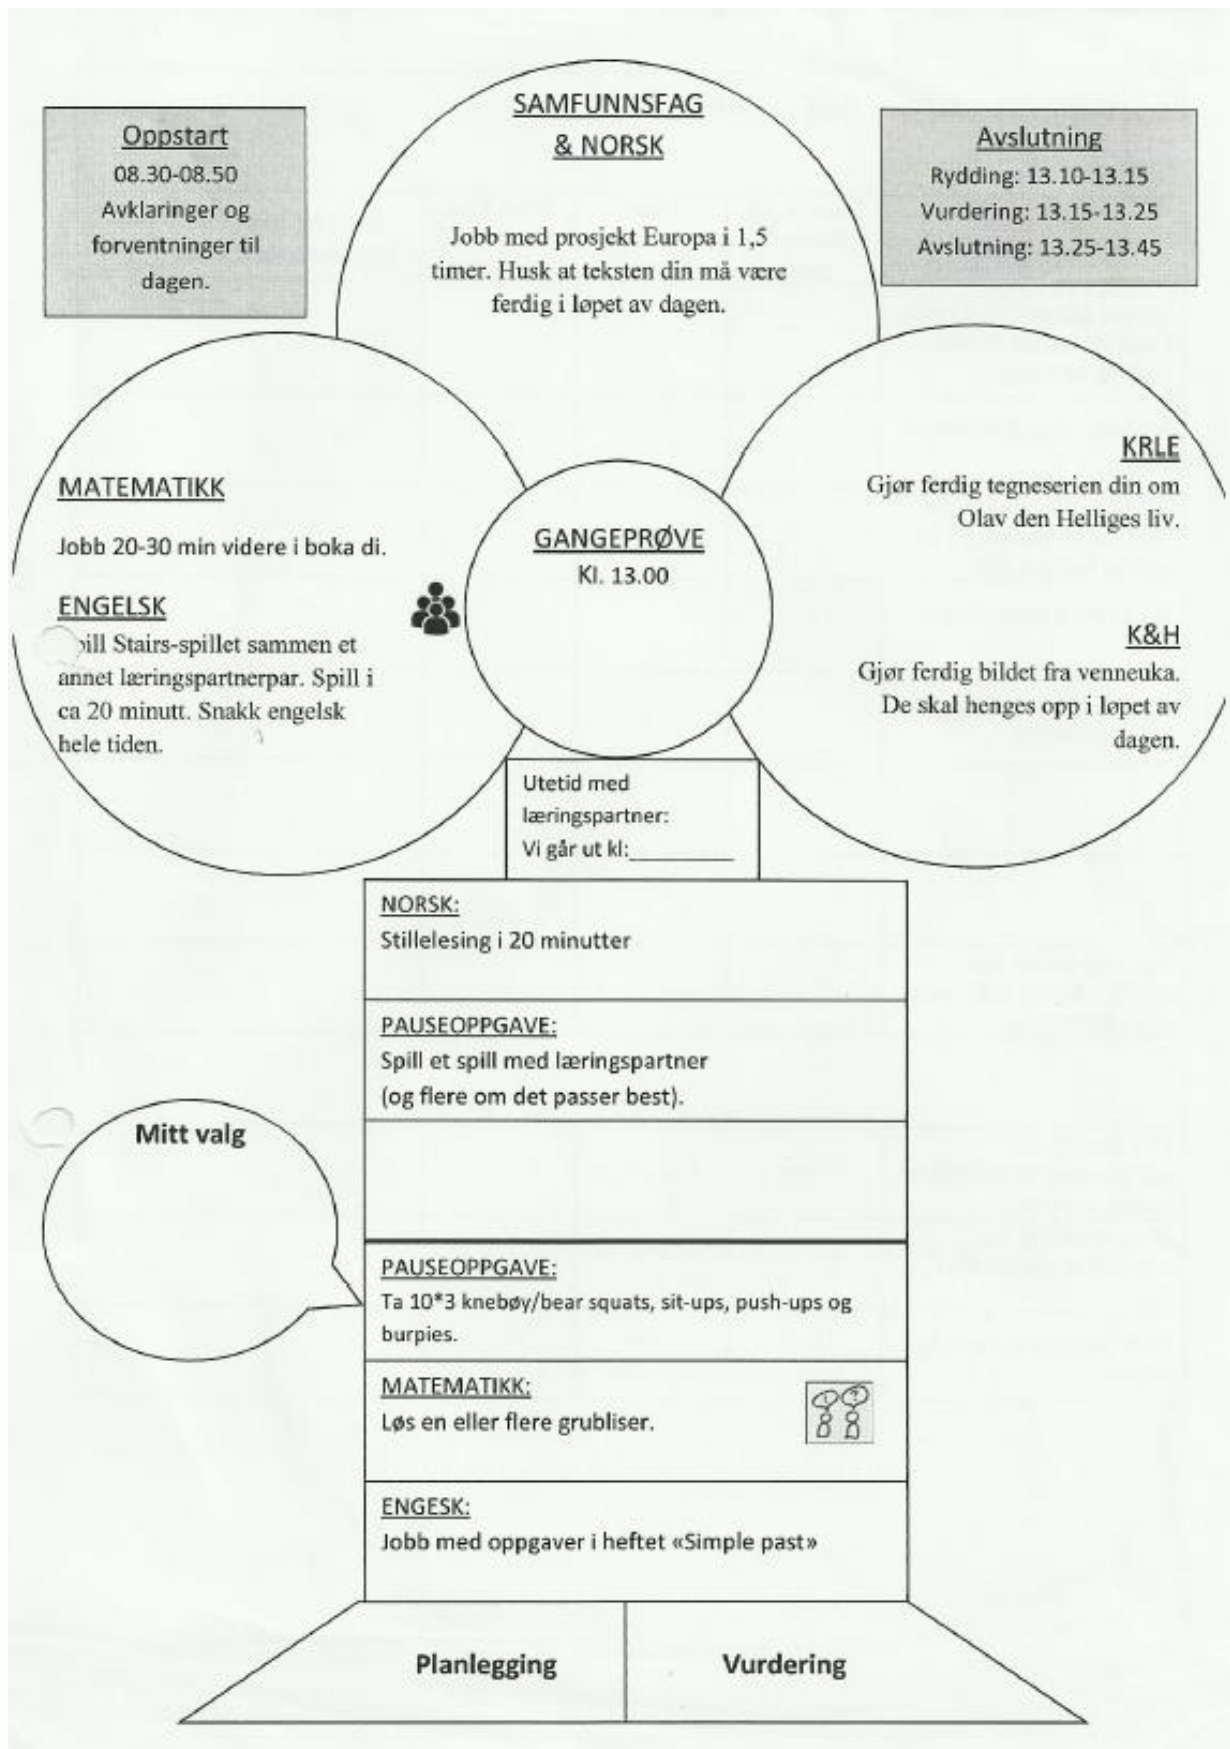 Oppstart
08.30-08.50
Avklaringer og
forventninger til
dagen.
SAMFUNNSFAG
& NORSK
Jobb med prosjekt Europa i 1,5
timer. Husk at teksten din må være
ferdig i løpet av dagen.
Avslutning
Rydding: 13.10-13.15
Vurdering: 13.15-13.25
Avslutning: 13.25-13.45
MATEMATIKK
Jobb 20-30 min videre i boka di.
ENGELSK
pill Stairs-spillet sammen et
annet læringspartnerpar. Spill i
ca 20 minutt. Snakk engelsk
hele tiden.
GANGEPRØVE
Kl. 13.00
KRLE
Gjør ferdig tegneserien din om
Olav den Helliges liv.
K&H
Gjør ferdig bildet fra venneuka.
De skal henges opp i løpet av
dagen.
Utetid med
læringspartner:
Vi går ut kl:__________
NORSK:
Stillelesing i 20 minutter
PAUSEOPPGAVE:
Spill et spill med læringspartner
(og flere om det passer best).
Mitt valg
PAUSEOPPGAVE:
Ta 10*3 knebøy/bear squats, sit-ups, push-ups og
burpies.
MATEMATIKK:
Løs en eller flere grubliser.
ENGESK:
Jobb med oppgaver i heftet «Simple past»
Planlegging
Vurdering